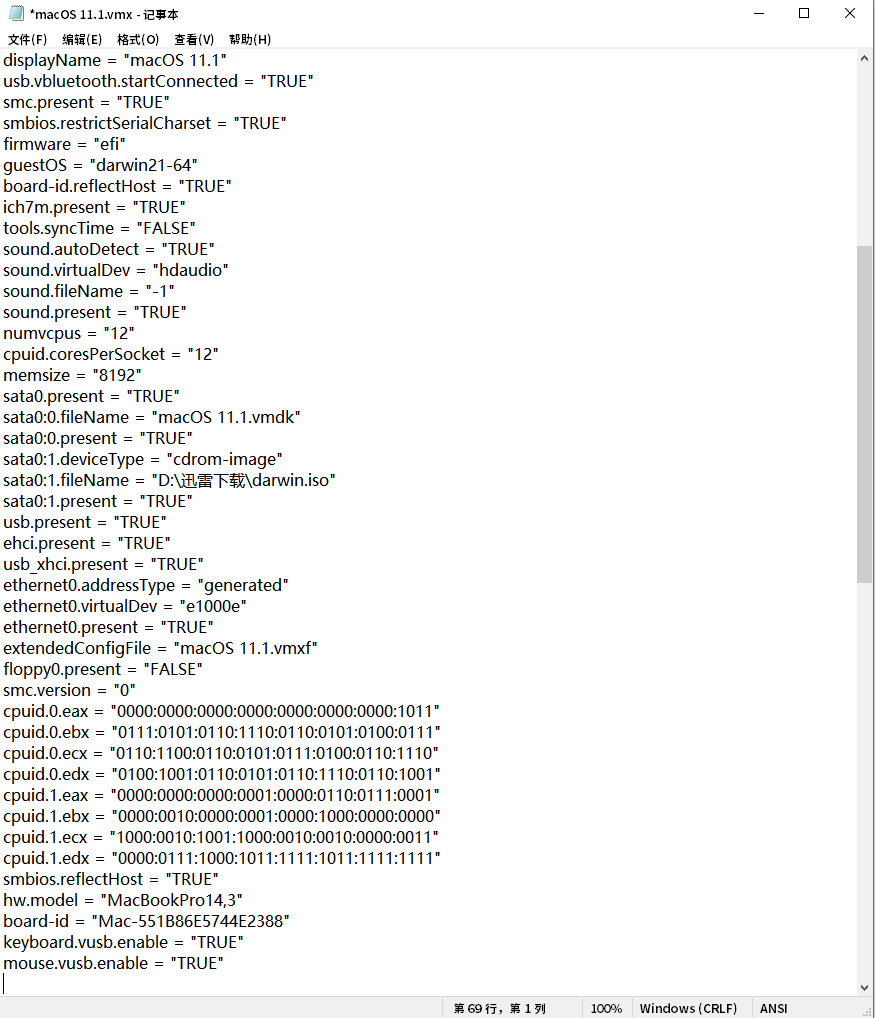 *macOS 11.1.vmx - 记事本
文件(F) 编辑(E) 格式(O) 查看(V) 帮助(H)
displayName = "macOS 11.1"
usb.vbluetooth.startConnected = "TRUE"
smc.present = "TRUE"
smbios.restrictSerialCharset = "TRUE"
firmware = "efi"
guestOS = "darwin21-64"
board-id.reflectHost = "TRUE"
ich7m.present = "TRUE"
tools.syncTime = "FALSE"
sound.autoDetect = "TRUE"
sound.virtualDev = "hdaudio"
sound.fileName = "-1"
sound.present = "TRUE"
numvcpus = "12"
cpuid.coresPerSocket = "12"
memsize = "8192"
sata0.present = "TRUE"
sata0:0.fileName = "macOS 11.1.vmdk"
sata0:0.present = "TRUE"
sata0:1.deviceType = "cdrom-image"
sata0:1.fileName = "D:\迅雷下载\darwin.iso"
sata0:1.present = "TRUE"
usb.present = "TRUE"
ehci.present = "TRUE"
usb_xhci.present = "TRUE"
ethernet0.addressType = "generated"
ethernet0.virtualDev = "e1000e"
ethernet0.present = "TRUE"
extendedConfigFile = "macOS 11.1.vmxf"
floppy0.present = "FALSE"
smc.version = "0"
cpuid.0.eax = "0000:0000:0000:0000:0000:0000:0000:1011"
cpuid.0.ebx = "0111:0101:0110:1110:0110:0101:0100:0111"
cpuid.0.ecx = "0110:1100:0110:0101:0111:0100:0110:1110"
cpuid.0.edx = "0100:1001:0110:0101:0110:1110:0110:1001"
cpuid.1.eax = "0000:0000:0000:0001:0000:0110:0111:0001"
cpuid.1.ebx = "0000:0010:0000:0001:0000:1000:0000:0000"
cpuid.1.ecx = "1000:0010:1001:1000:0010:0010:0000:0011"
cpuid.1.edx = "0000:0111:1000:1011:1111:1011:1111:1111"
smbios.reflectHost = "TRUE"
hw.model = "MacBookPro14,3"
board-id = "Mac-551B86E5744E2388"
keyboard.vusb.enable = "TRUE"
mouse.vusb.enable = "TRUE"
第 69 行，第 1 列 100% Windows (CRLF) ANSI